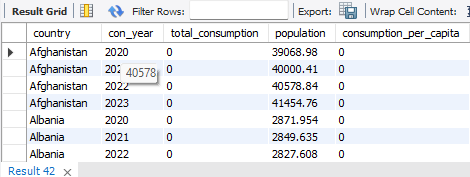 Result Grid Filter Rows: Export: Wrap Cell Content:
country con_year total_consumption population consumption_per_capita
Afghanistan 2020 0 39068.98 0
Afghanistan 0 40000.41 0
40578
Afghanistan 2022 0 40578.84 0
Afghanistan 2023 0 41454.76 0
Albania 2020 0 2871.954 0
Albania 2021 0 2849.635 0
Albania 2022 0 2827.608 0
Result 42